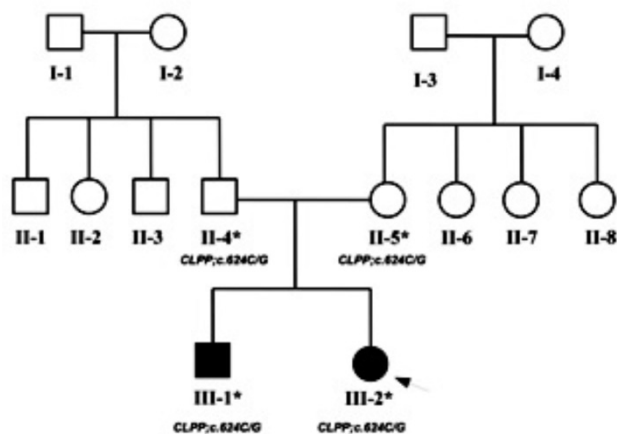 I-1
I-2
I-3
I-4
II-1
II-2
II-3
II-4*
II-5*
II-6
II-7
II-8
CLPP;c.624C/G
CLPP;c.624C/G
III-1*
III-2*
CLPP;c.624C/G
CLPP;c.624C/G